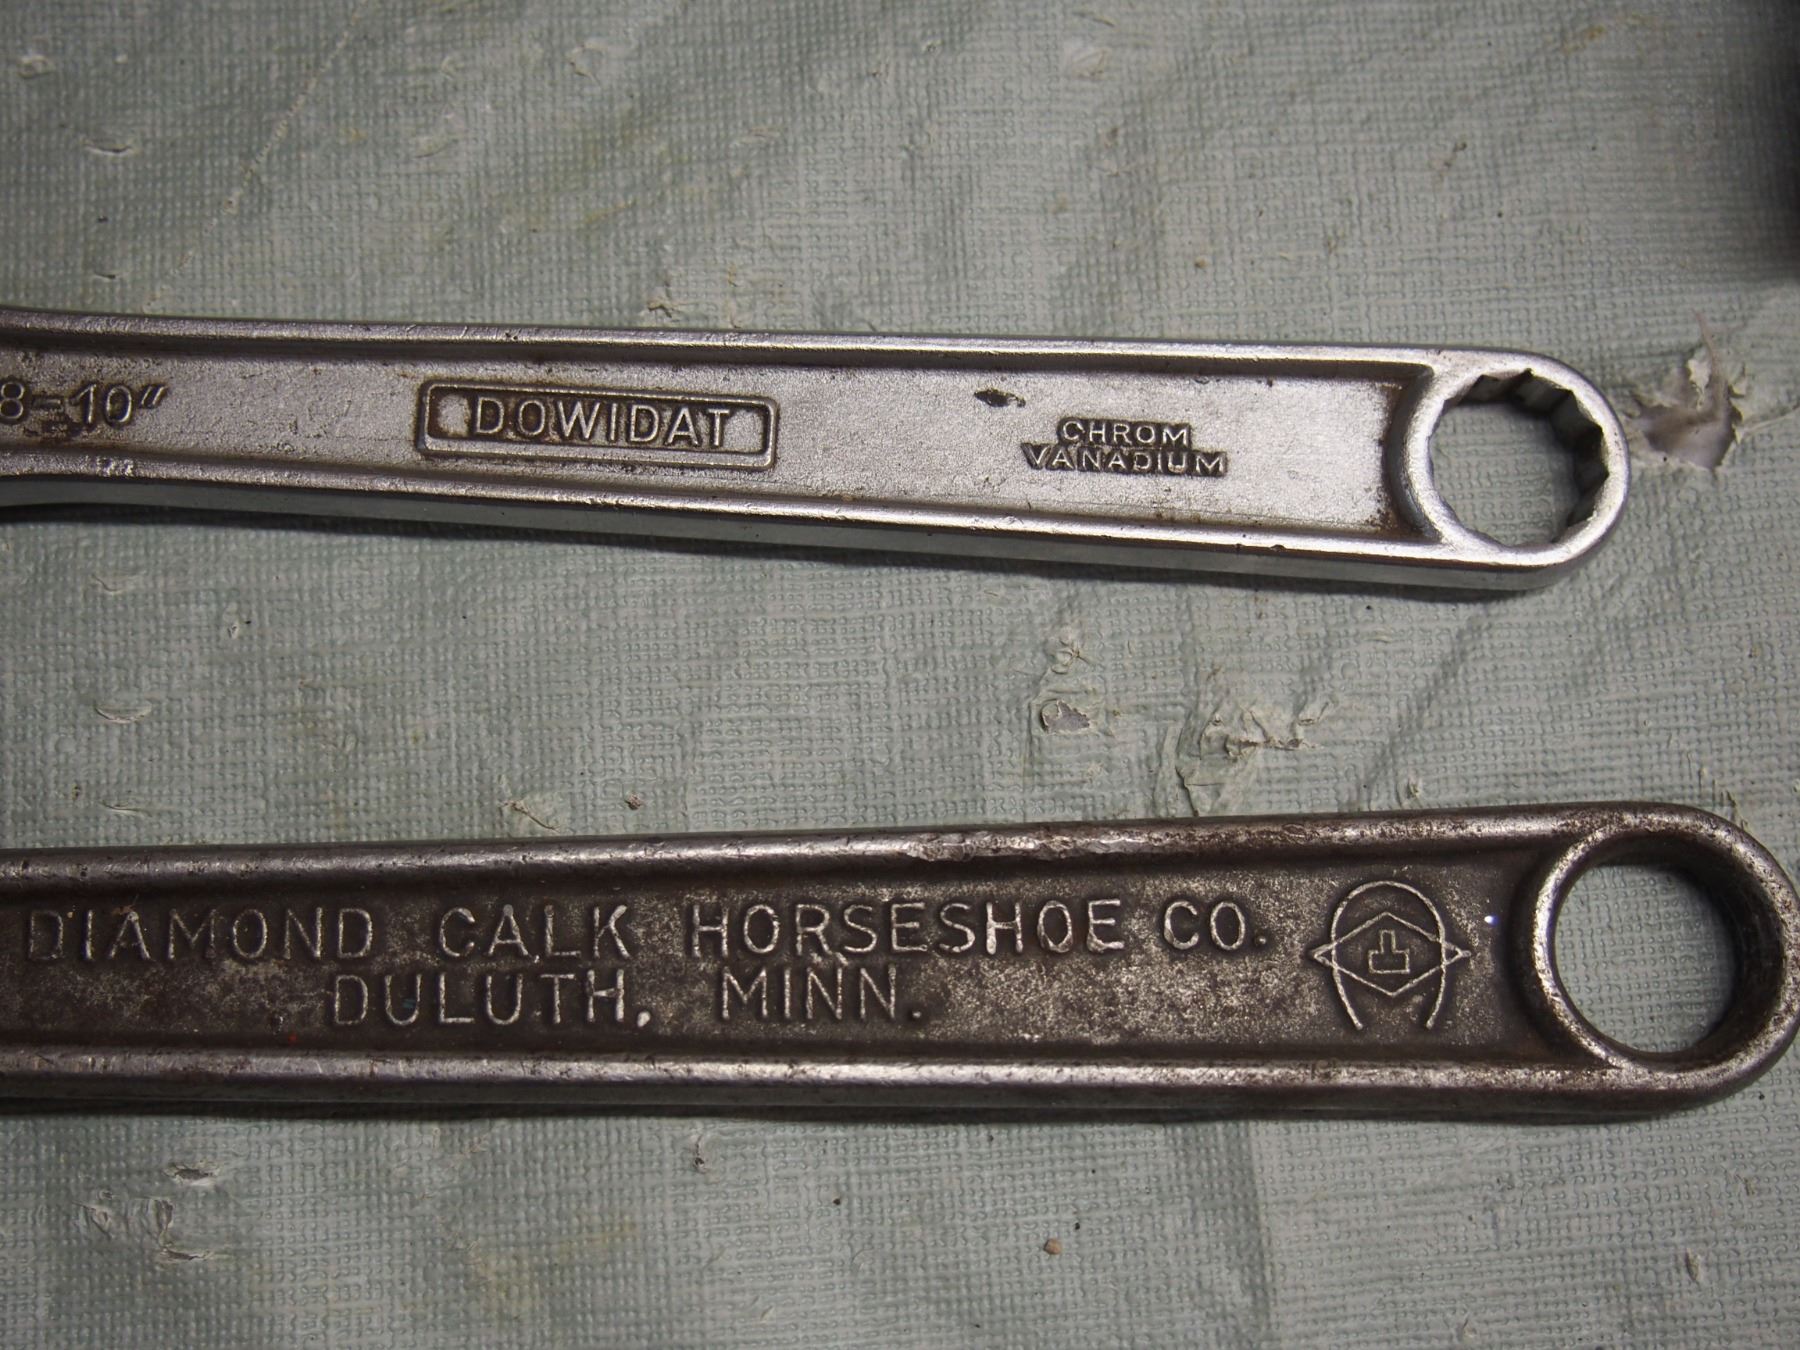 8-10"
DOWIDAT
CHROM
VANADIUM
DIAMOND CALK HORSESHOE CO.
DULUTH, MINN.